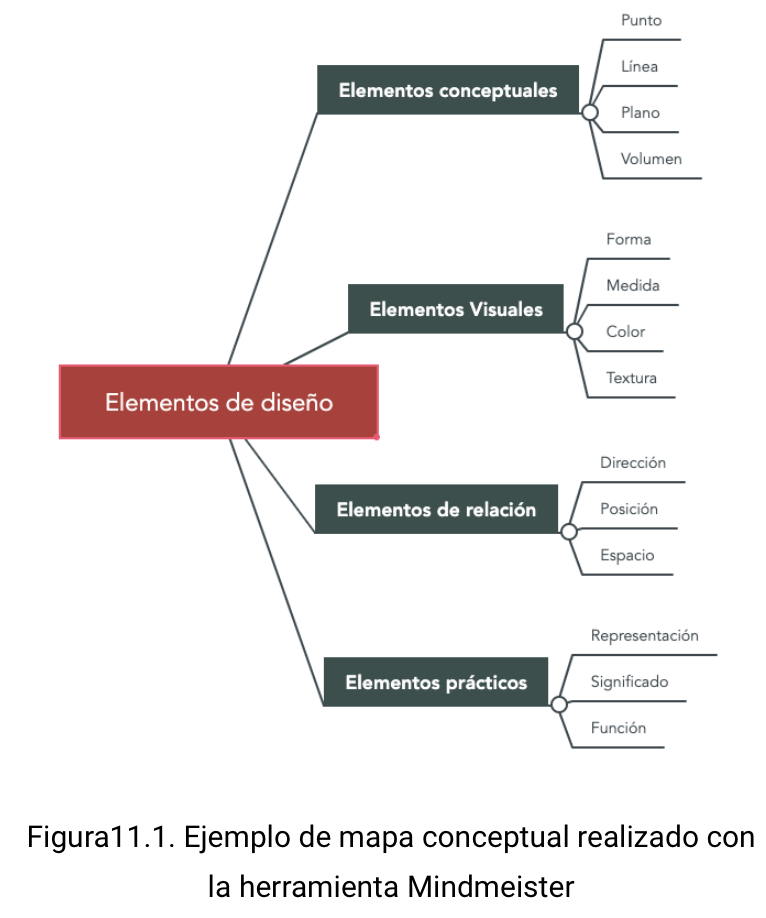 Elementos de diseño
Elementos conceptuales
Punto
Línea
Plano
Volumen
Elementos Visuales
Forma
Medida
Color
Textura
Elementos de relación
Dirección
Posición
Espacio
Elementos prácticos
Representación
Significado
Función
Figura11.1. Ejemplo de mapa conceptual realizado con
la herramienta Mindmeister